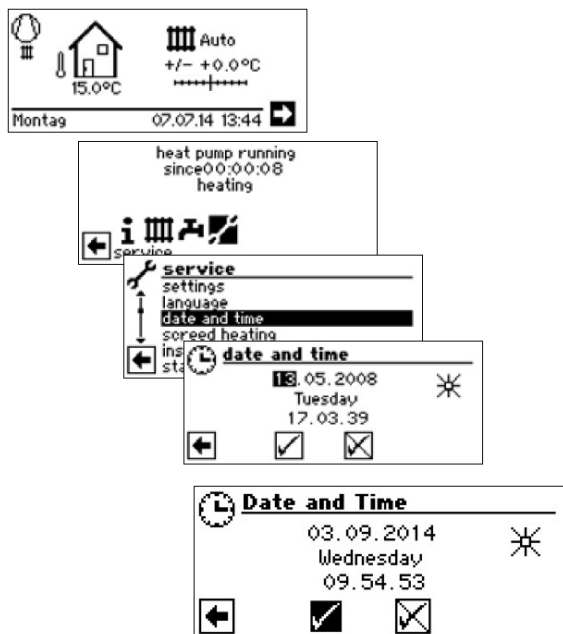 Auto
+/- +0.0°C
15.0°C
Montag 07.07.14 13:44
heat pump running
since00:00:08
heating
service
service
settings
language
date and time
screed heating
date and time
13.05.2008
Tuesday
17.03.39
Date and Time
03.09.2014
Wednesday
09.54.53